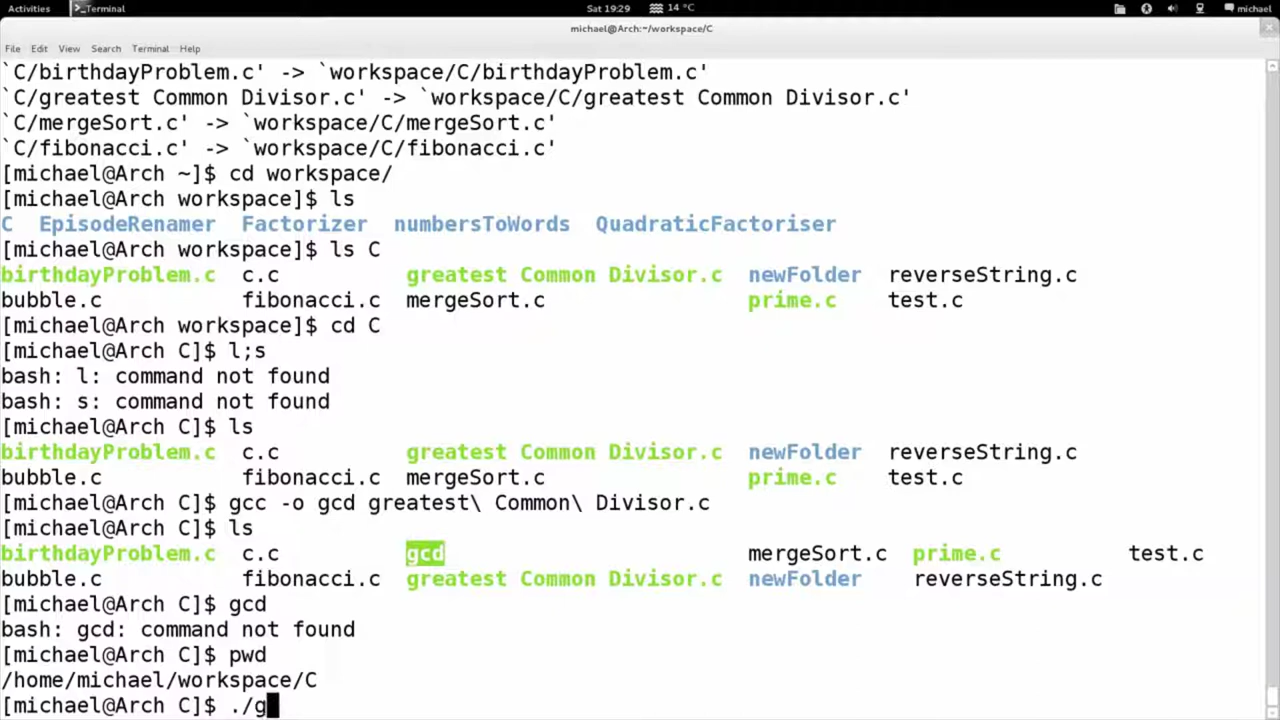 Activities Terminal Sat 19:29 14 °C michael
michael@Arch:~/workspace/C
File Edit View Search Terminal Help
`C/birthdayProblem.c' -> `workspace/C/birthdayProblem.c'
`C/greatest Common Divisor.c' -> `workspace/C/greatest Common Divisor.c'
`C/mergeSort.c' -> `workspace/C/mergeSort.c'
`C/fibonacci.c' -> `workspace/C/fibonacci.c'
[michael@Arch ~]$ cd workspace/
[michael@Arch workspace]$ ls
C EpisodeRenamer Factorizer numbersToWords QuadraticFactoriser
[michael@Arch workspace]$ ls C
birthdayProblem.c c.c greatest Common Divisor.c newFolder reverseString.c
bubble.c fibonacci.c mergeSort.c prime.c test.c
[michael@Arch workspace]$ cd C
[michael@Arch C]$ l;s
bash: l: command not found
bash: s: command not found
[michael@Arch C]$ ls
birthdayProblem.c c.c greatest Common Divisor.c newFolder reverseString.c
bubble.c fibonacci.c mergeSort.c prime.c test.c
[michael@Arch C]$ gcc -o gcd greatest\ Common\ Divisor.c
[michael@Arch C]$ ls
birthdayProblem.c c.c gcd mergeSort.c prime.c test.c
bubble.c fibonacci.c greatest Common Divisor.c newFolder reverseString.c
[michael@Arch C]$ gcd
bash: gcd: command not found
[michael@Arch C]$ pwd
/home/michael/workspace/C
[michael@Arch C]$ ./g